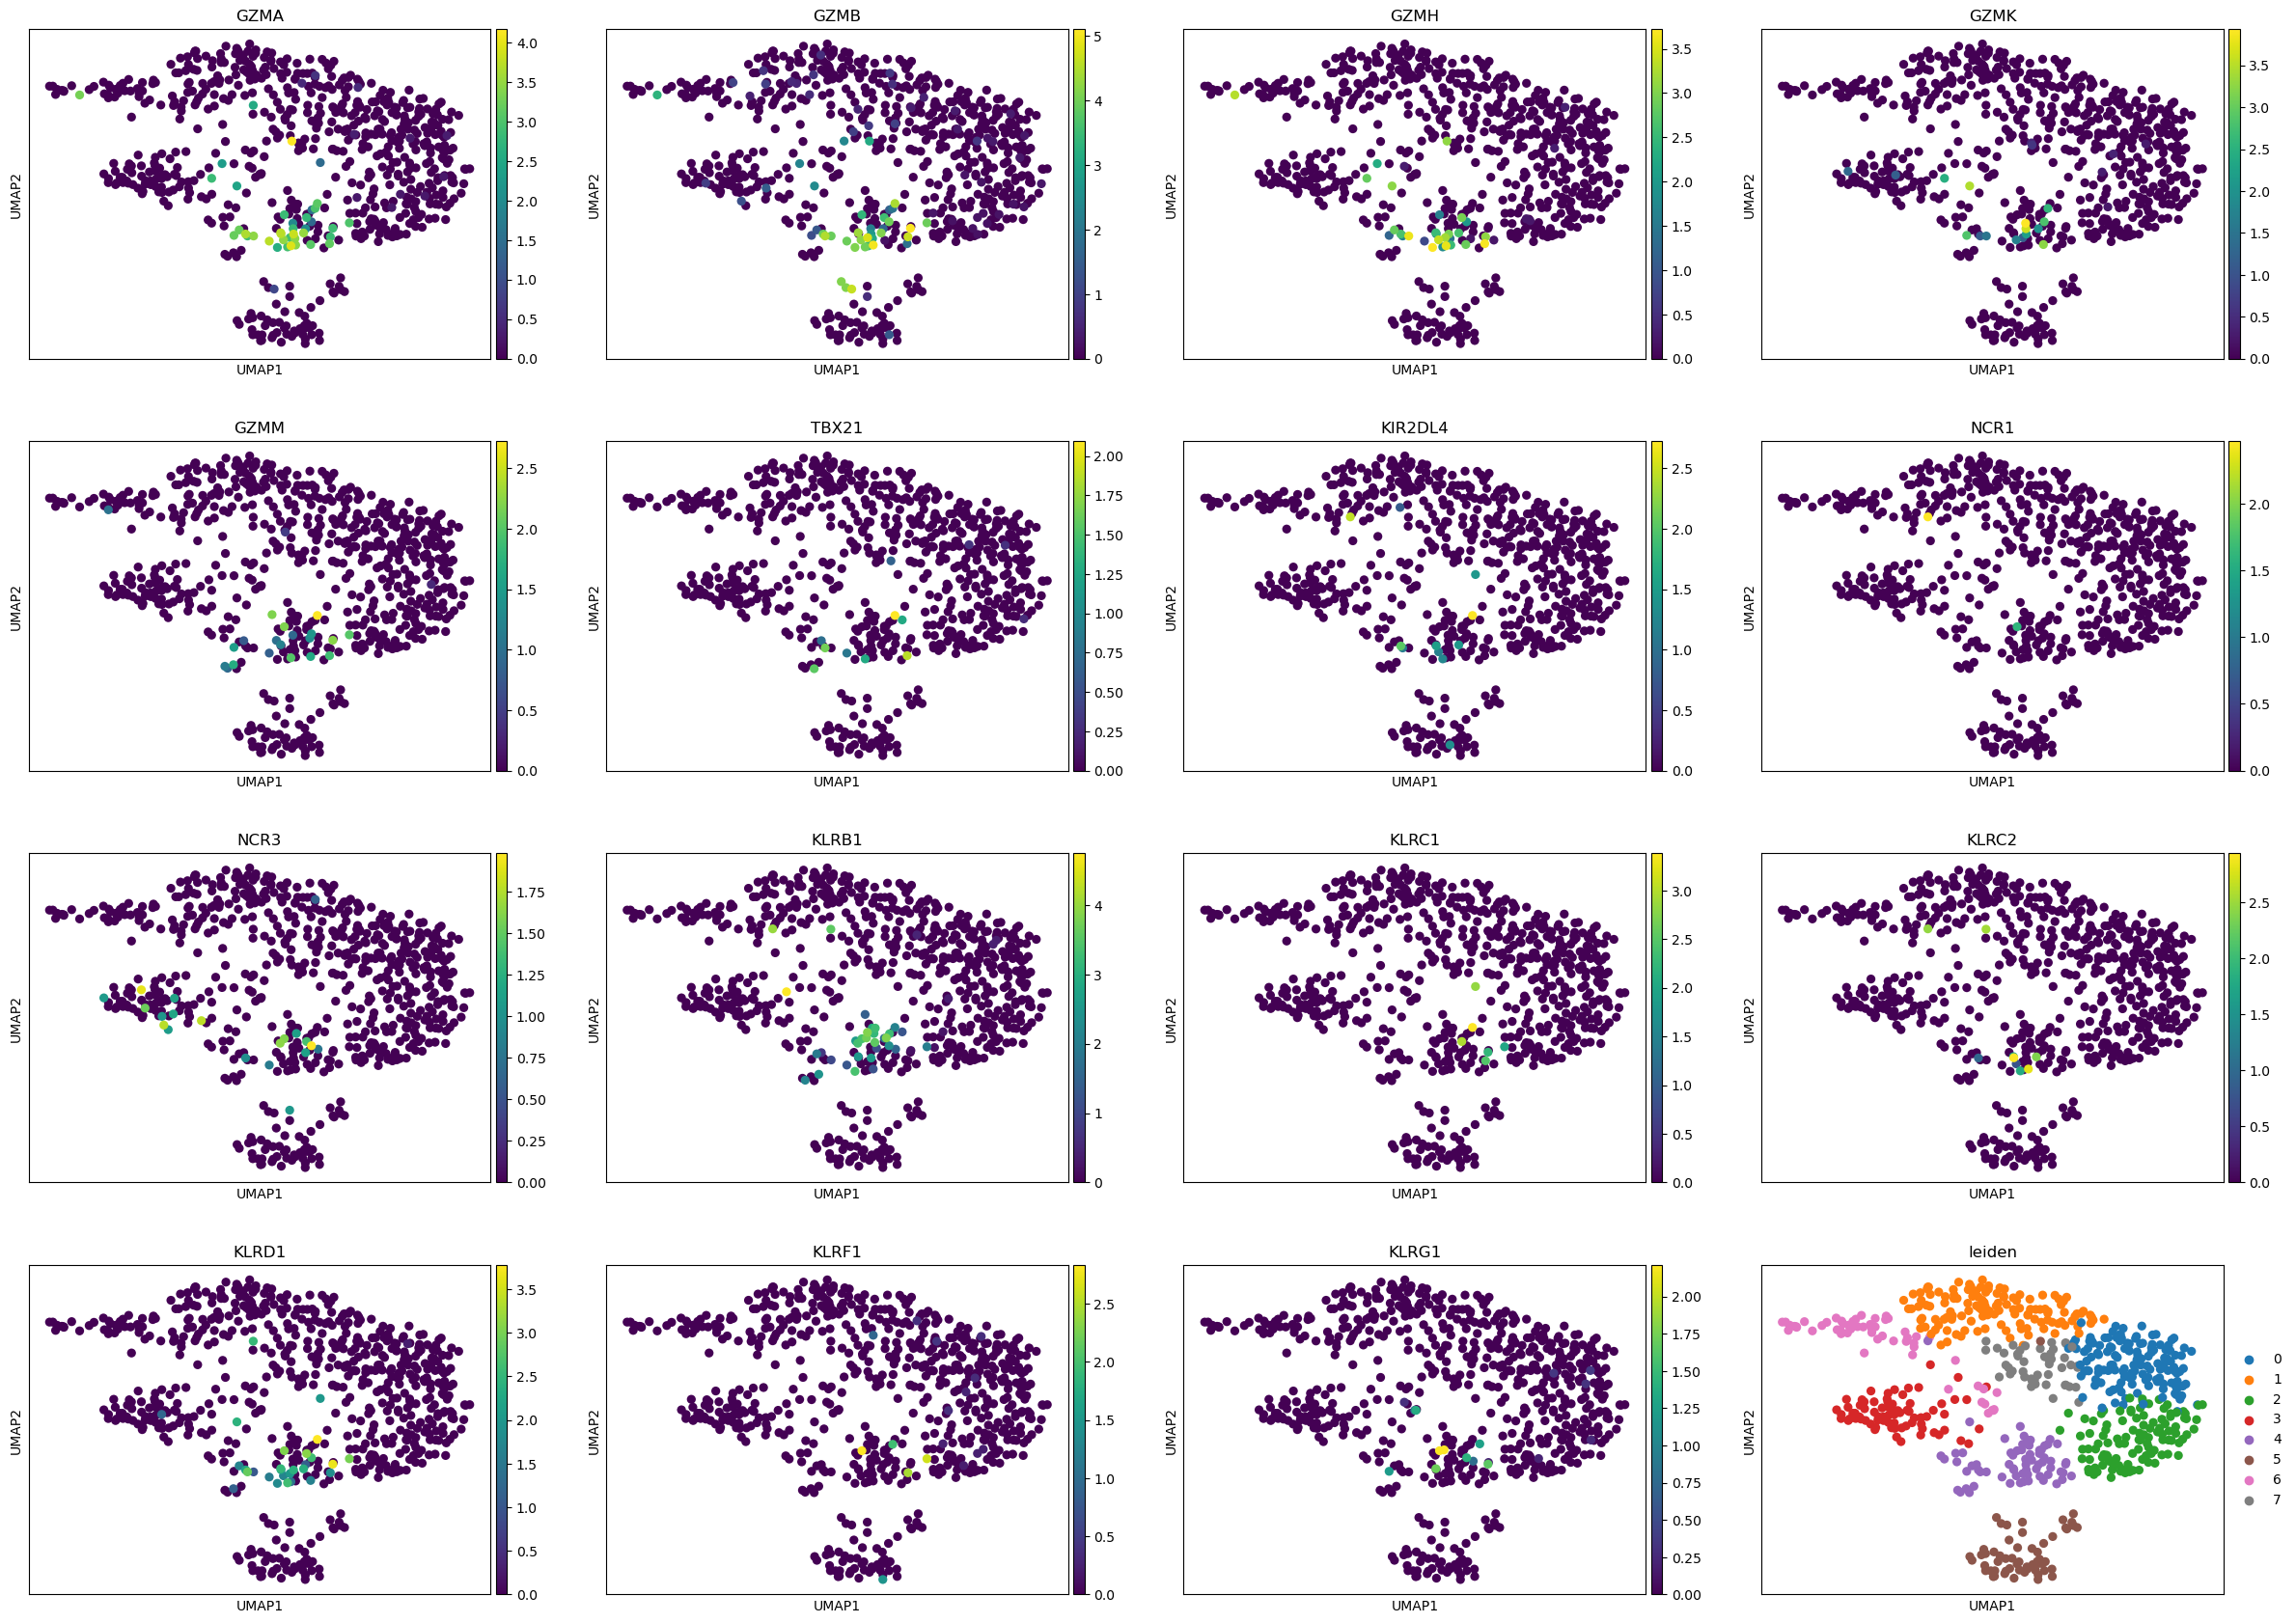 GZMA
GZMB
GZMH
GZMK
UMAP2
UMAP1
4.0
3.5
3.0
2.5
2.0
1.5
1.0
0.5
0.0
UMAP2
UMAP1
5
4
3
2
1
0
UMAP2
UMAP1
3.5
3.0
2.5
2.0
1.5
1.0
0.5
0.0
UMAP2
UMAP1
3.5
3.0
2.5
2.0
1.5
1.0
0.5
0.0
GZMM
TBX21
KIR2DL4
NCR1
UMAP2
UMAP1
2.5
2.0
1.5
1.0
0.5
0.0
UMAP2
UMAP1
2.00
1.75
1.50
1.25
1.00
0.75
0.50
0.25
0.00
UMAP2
UMAP1
2.5
2.0
1.5
1.0
0.5
0.0
UMAP2
UMAP1
2.0
1.5
1.0
0.5
0.0
NCR3
KLRB1
KLRC1
KLRC2
UMAP2
UMAP1
1.75
1.50
1.25
1.00
0.75
0.50
0.25
0.00
UMAP2
UMAP1
4
3
2
1
0
UMAP2
UMAP1
3.0
2.5
2.0
1.5
1.0
0.5
0.0
UMAP2
UMAP1
2.5
2.0
1.5
1.0
0.5
0.0
KLRD1
KLRF1
KLRG1
leiden
UMAP2
UMAP1
3.5
3.0
2.5
2.0
1.5
1.0
0.5
0.0
UMAP2
UMAP1
2.5
2.0
1.5
1.0
0.5
0.0
UMAP2
UMAP1
2.00
1.75
1.50
1.25
1.00
0.75
0.50
0.25
0.00
UMAP2
UMAP1
0
1
2
3
4
5
6
7